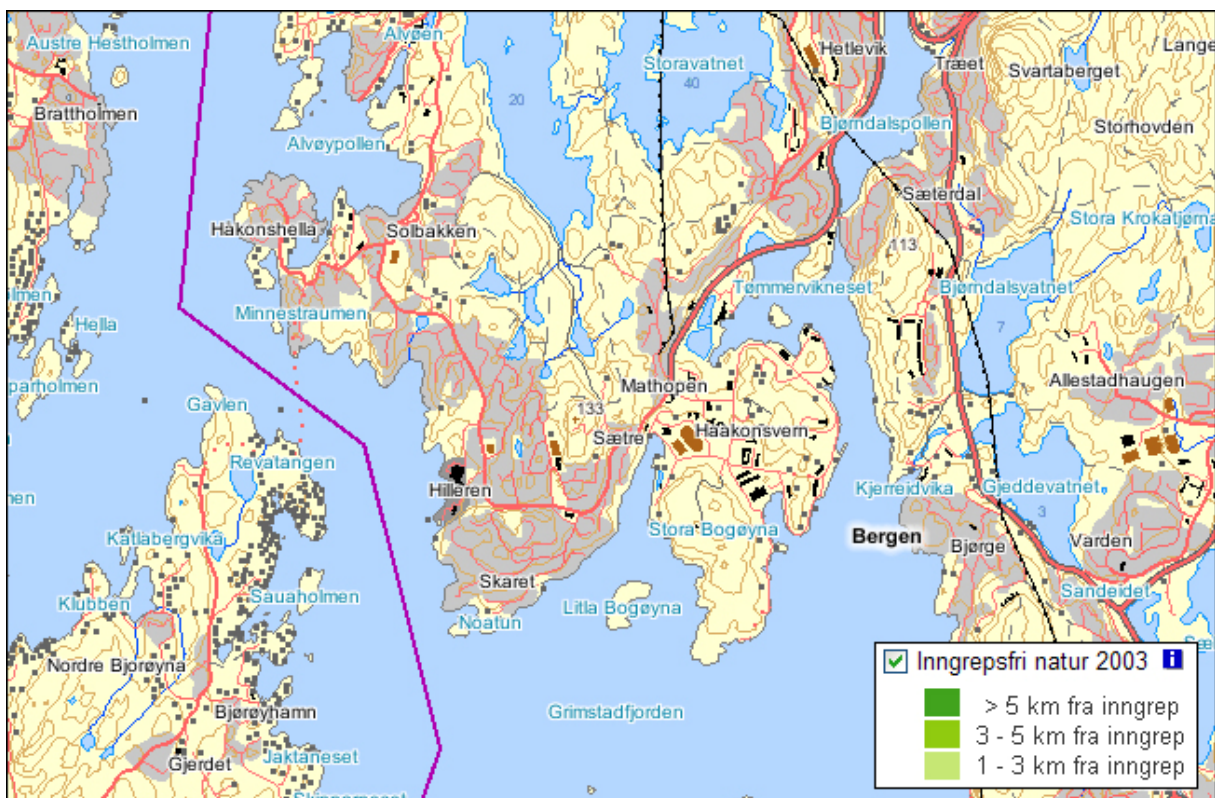 Austre Hestholmen
Alvøen
Storavatnet
Hetlevik
Træet
Svartaberget
20
40
Brattholmen
Alvøypollen
Bjørndalspollen
Storhovden
Håkonshella
Solbakken
Sæterdal
Stora Krokatjørna
113
Minnestraumen
Tømmervikneset
Bjørndalsvatnet
Hella
7
Mathopen
Allestadhaugen
Gavlen
133
Sætre
Haakonsvern
Revatangen
Hilleren
Kjerreidvika
Gjeddevatnet
3
Katlabergvika
Stora Bogøyna
Bergen
Bjørge
Varden
Skaret
Sauaholmen
Sandeidet
Klubben
Litla Bogøyna
Noatun
Nordre Bjorøyna
Inngrepsfri natur 2003 i
> 5 km fra inngrep
3 - 5 km fra inngrep
1 - 3 km fra inngrep
Bjørøyhamn
Grimstadfjorden
Gjerdet
Jaktaneset